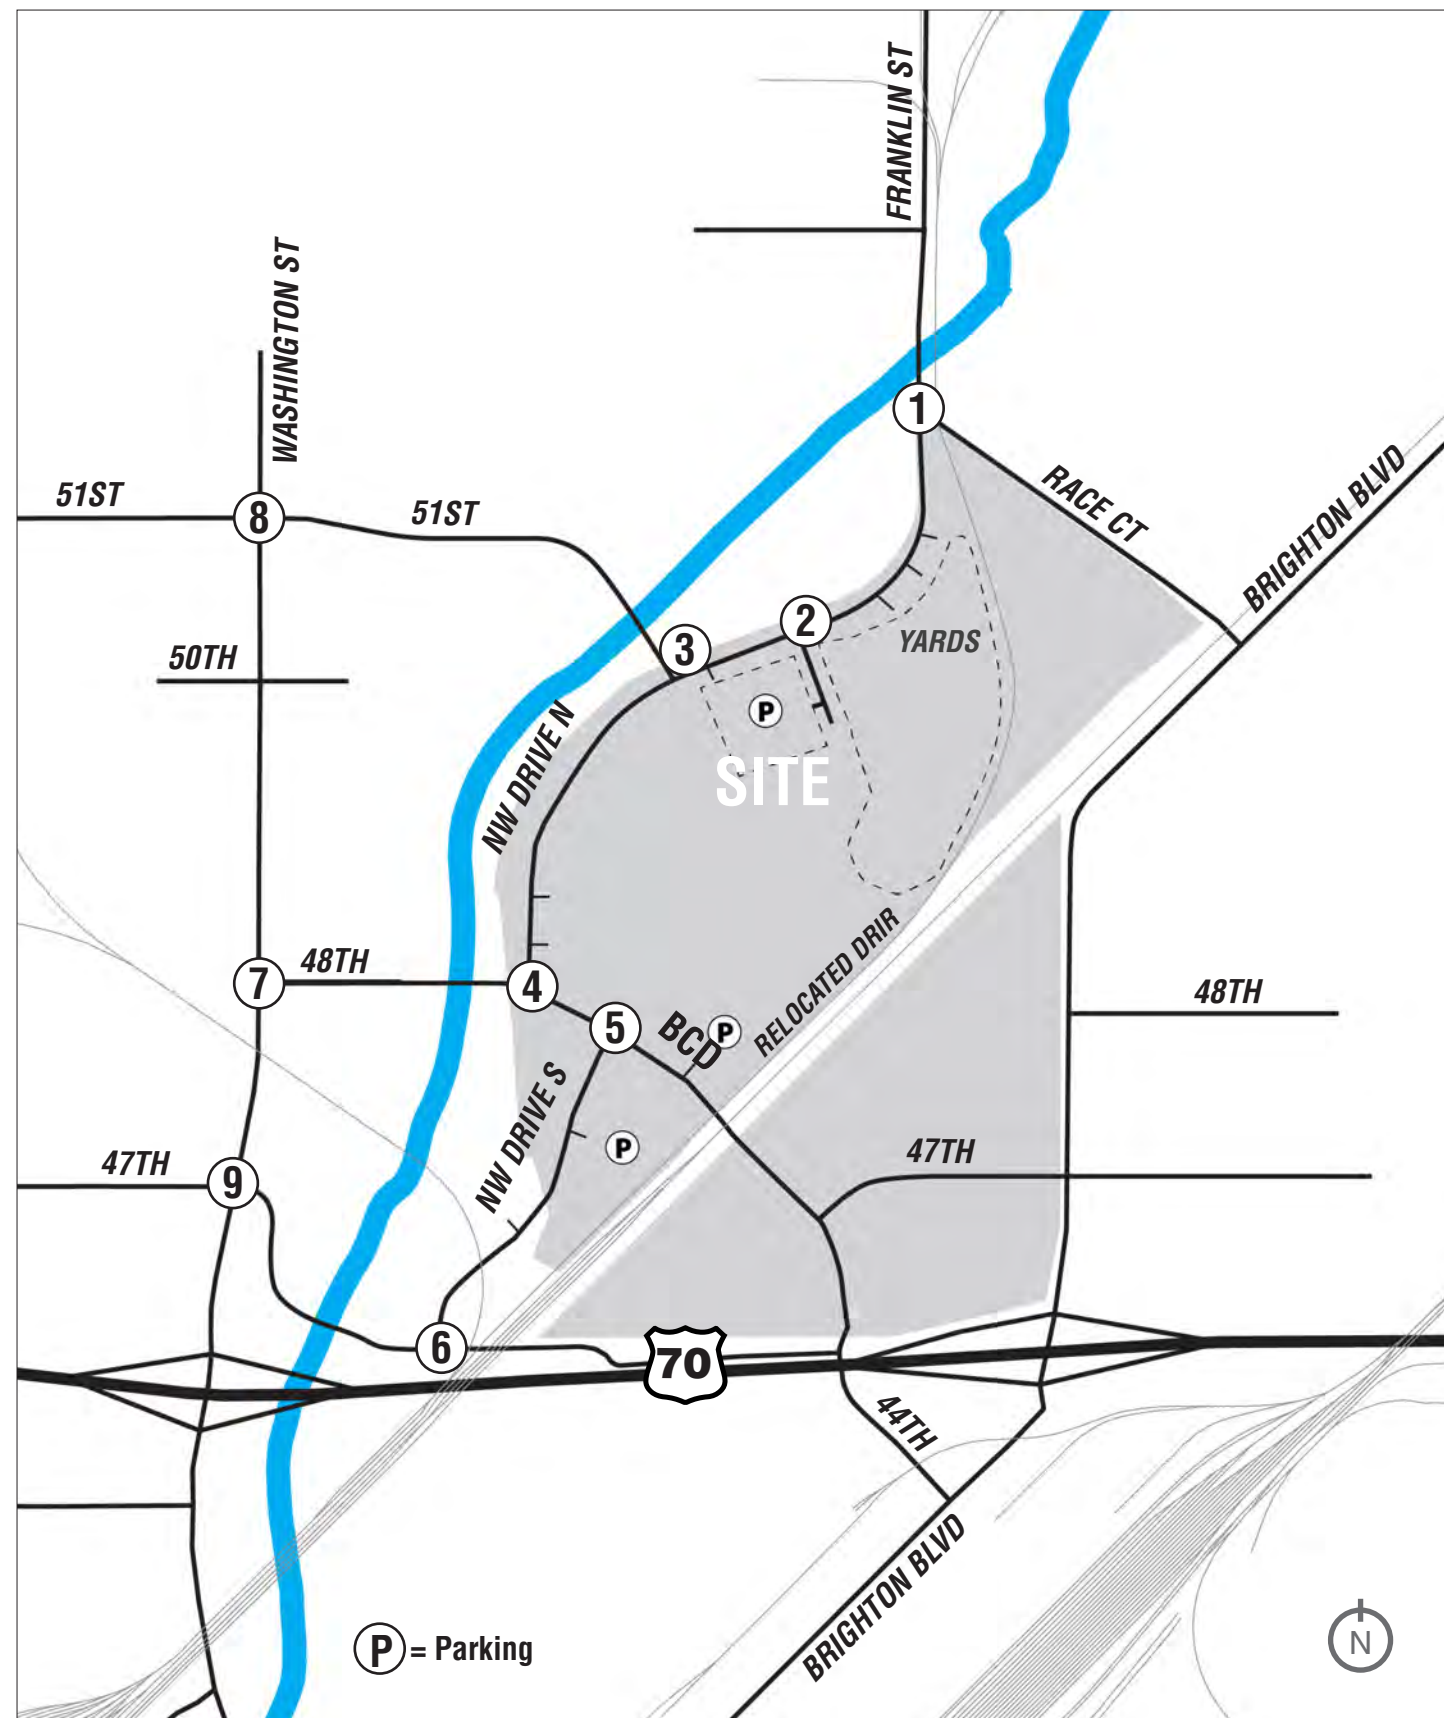 FRANKLIN ST
WASHINGTON ST
1
RACE CT
BRIGHTON BLVD
51ST
8
51ST
2
3
YARDS
50TH
P
NW DRIVE N
SITE
RELOCATED DRIR
48TH
7
4
48TH
5
BCD
P
NW DRIVE S
P
47TH
47TH
9
6
70
44TH
BRIGHTON BLVD
P = Parking
N